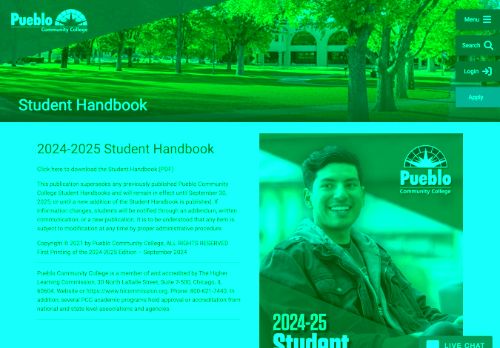 Pueblo
Community College
Menu
Search
Login
Apply
Student Handbook
2024-2025 Student Handbook
Click here to download the Student Handbook (PDF)
This publication supersedes any previously published Pueblo Community
College Student Handbooks and will remain in effect until September 30,
2025, or until a new addition of the Student Handbook is published. If
information changes, students will be notified through an addendum, written
communication, or a new publication. It is to be understood that any item is
subject to modification at any time by proper administrative procedure.
Copyright © 2021 by Pueblo Community College. ALL RIGHTS RESERVED
First Printing of the 2024-2025 Edition – September 2024
Pueblo Community College is a member of and accredited by The Higher
Learning Commission, 30 North LaSalle Street, Suite 2-500, Chicago, IL
60604. Website is https://www.hlcommission.org. Phone: 800-621-7440. In
addition, several PCC academic programs hold approval or accreditation from
national and state level associations and agencies.
Pueblo
Community College
2024-25
Student
LIVE CHAT